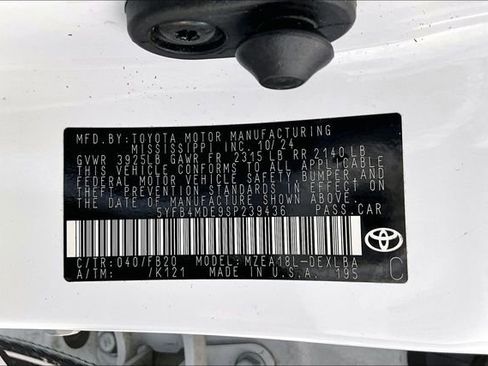 MFD.BY:TOYOTA MOTOR MANUFACTURING
MISSISSIPPI INC. 10/24
GVWR 3925LB GAWR FR 2315 LB RR 2140 LB
THIS VEHICLE CONFORMS TO ALL APPLICABLE
FEDERAL MOTOR VEHICLE SAFETY, BUMPER, AND
THEFT PREVENTION STANDARDS IN EFFECT ON
THE DATE OF MANUFACTURE SHOWN ABOVE.
5YFB4MDE9SP239436 PASS.CAR
C/TR: 040/FB20 MODEL: MZEA18L-DEXLBA
A/TM: /K121 MADE IN U.S.A. 195 C
TOYOTA